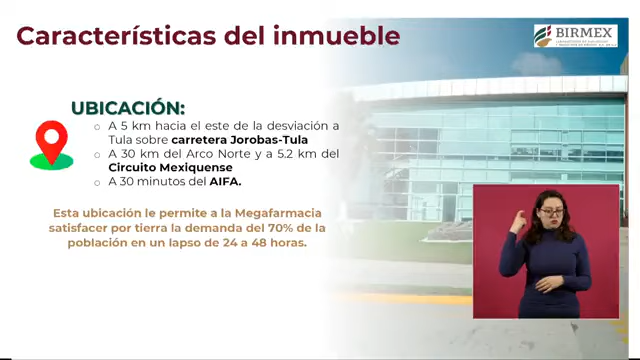 Características del inmueble
BIRMEX
UBICACIÓN:
○ A 5 km hacia el este de la desviación a
Tula sobre carretera Jorobas-Tula
○ A 30 km del Arco Norte y a 5.2 km del
Circuito Mexiquense
○ A 30 minutos del AIFA.
Esta ubicación le permite a la Megafarmacia
satisfacer por tierra la demanda del 70% de la
población en un lapso de 24 a 48 horas.